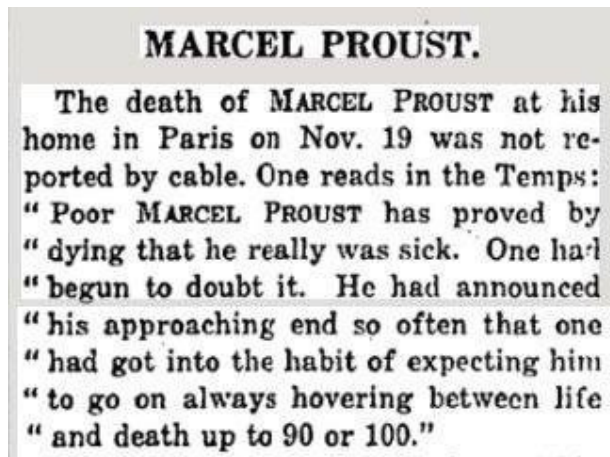 MARCEL PROUST.
The death of MARCEL PROUST at his
home in Paris on Nov. 19 was not re-
ported by cable. One reads in the Temps:
" Poor MARCEL PROUST has proved by
" dying that he really was sick. One had
" begun to doubt it. He had announced
" his approaching end so often that one
" had got into the habit of expecting him
" to go on always hovering between life
" and death up to 90 or 100."